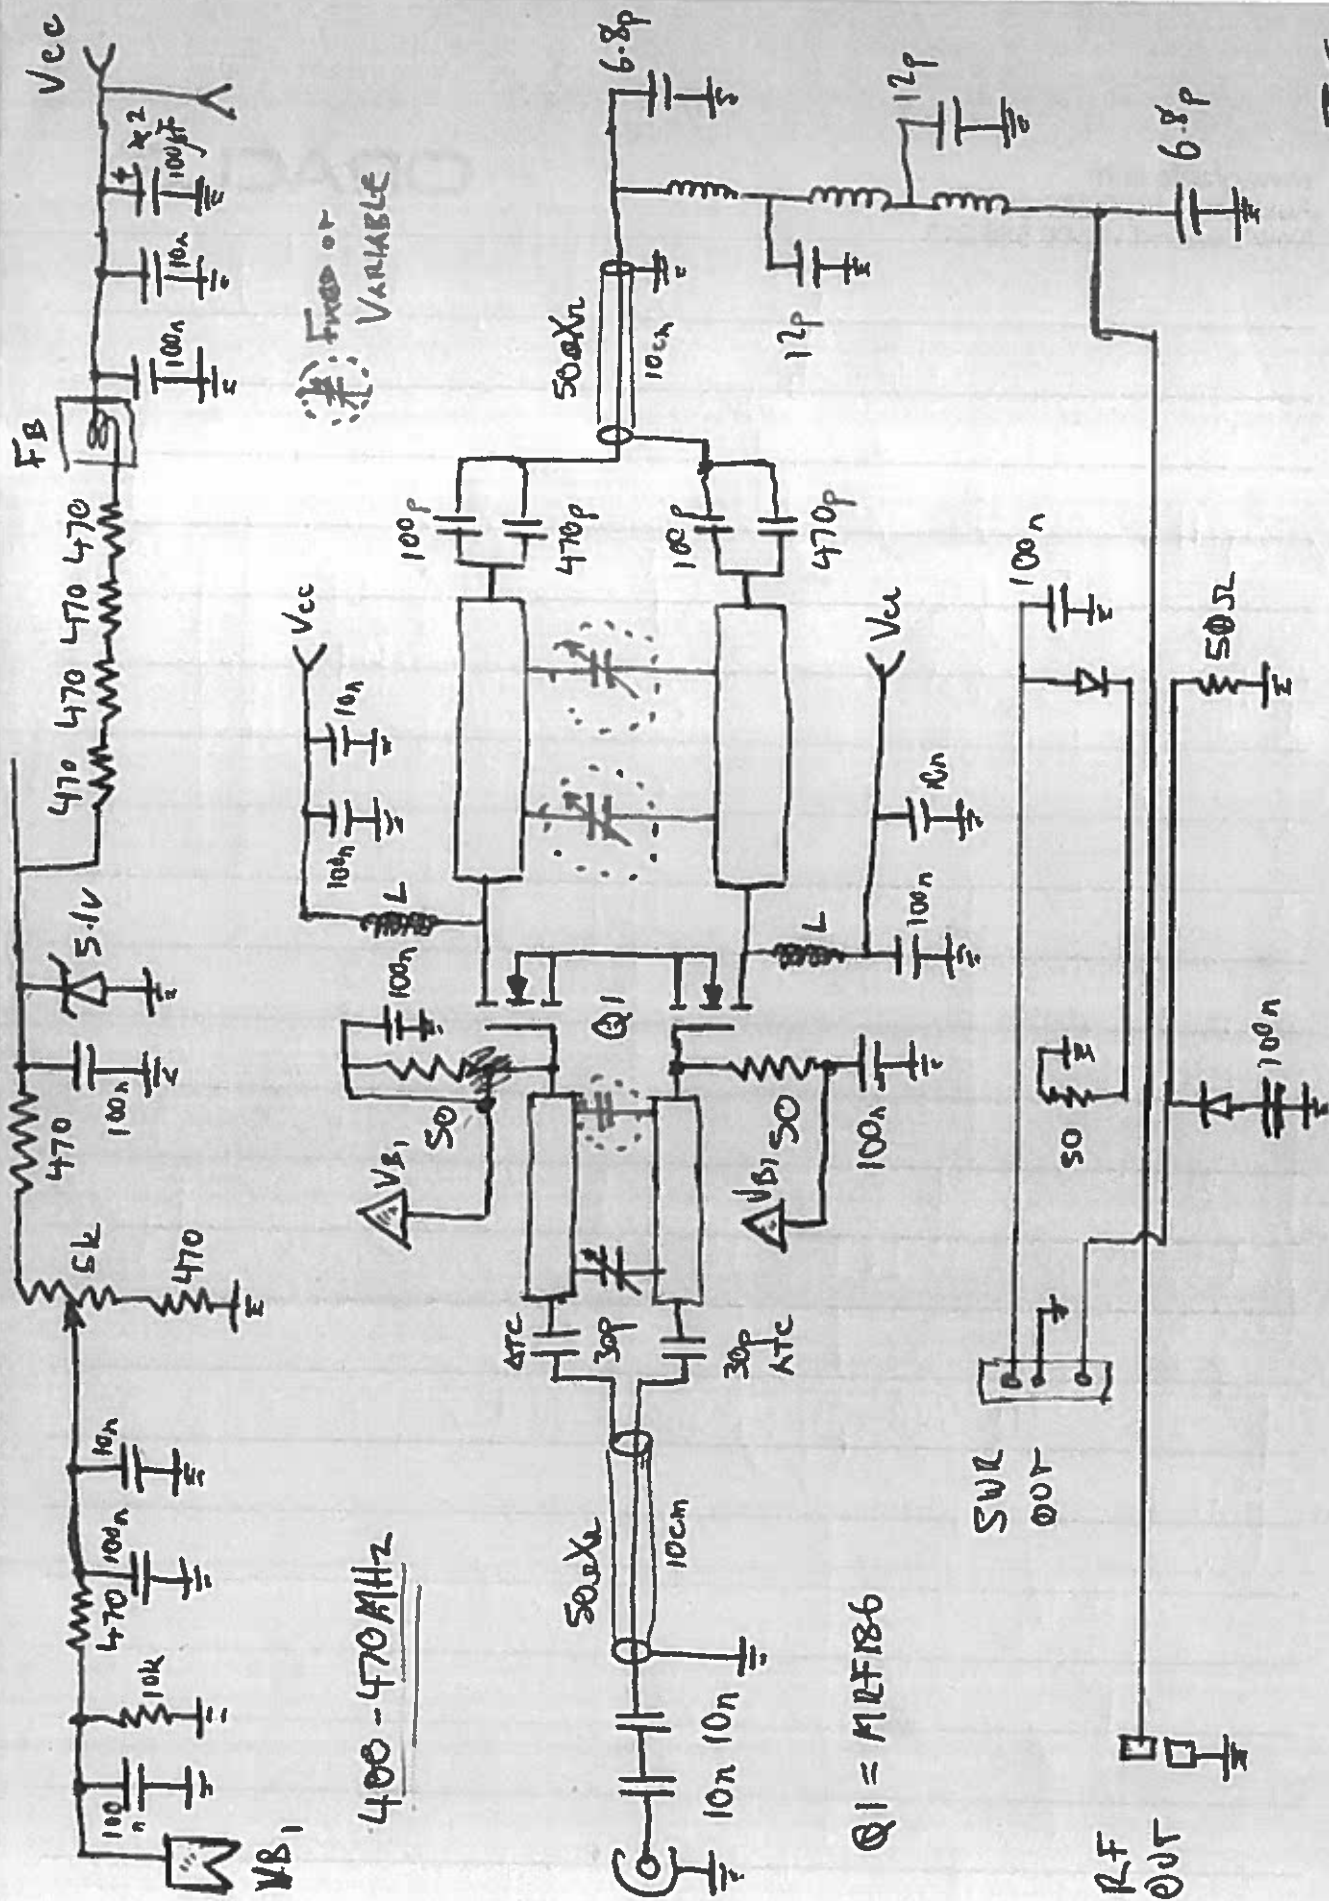 Vcc
FB
x2
100µF
10n
100n
470
470
470
470
5.1V
100n
470
5k
470
10n
100n
470
10k
100n
VB1
FIXED OR
VARIABLE
400-470MHz
Vcc
10n
100n
L
100n
50
VB1
100p
470p
100p
470p
50Ω
10cm
6.8p
12p
12p
6.8p
ATC
30p
30p
ATC
Q1
VB1
50
100n
L
Vcc
10n
100n
50Ω
10cm
10n
10n
Q1 = MRF186
SWR
OUT
50
100n
50Ω
100n
RF
OUT